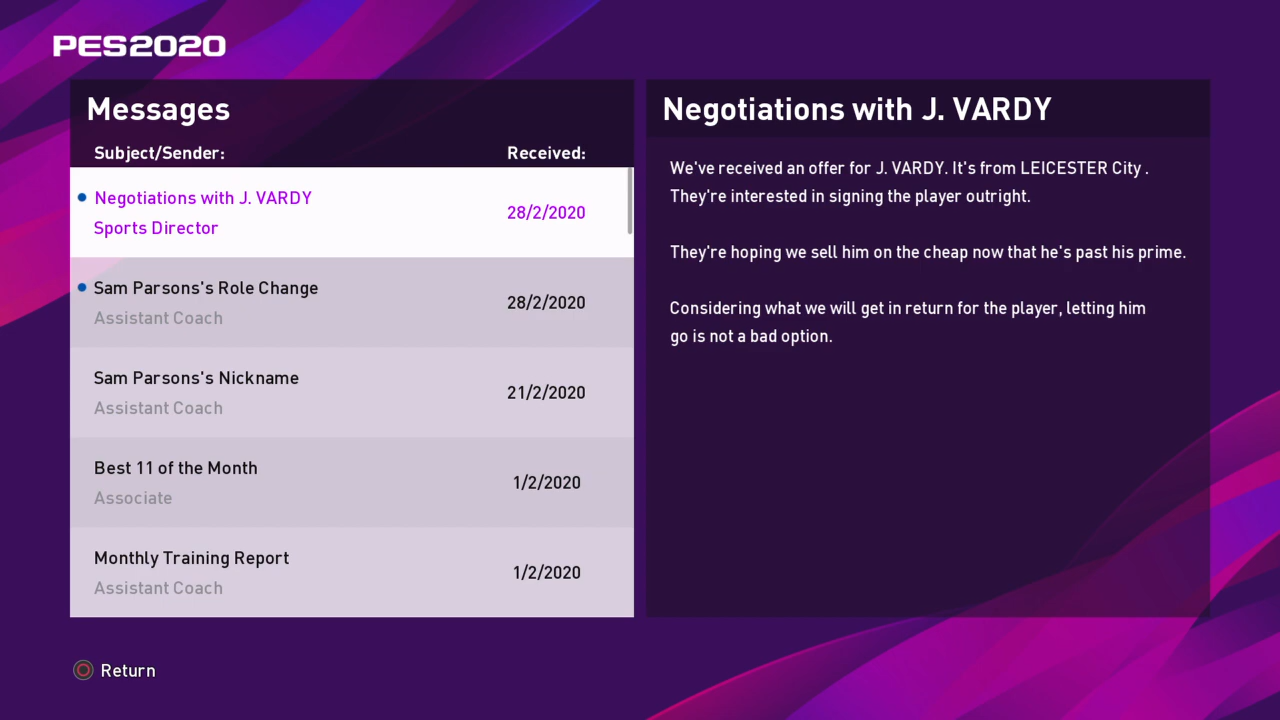 PES2020
Messages
Subject/Sender: Received:
Negotiations with J. VARDY
Sports Director
28/2/2020
Sam Parsons's Role Change
Assistant Coach
28/2/2020
Sam Parsons's Nickname
Assistant Coach
21/2/2020
Best 11 of the Month
Associate
1/2/2020
Monthly Training Report
Assistant Coach
1/2/2020
Negotiations with J. VARDY
We've received an offer for J. VARDY. It's from LEICESTER City .
They're interested in signing the player outright.
They're hoping we sell him on the cheap now that he's past his prime.
Considering what we will get in return for the player, letting him
go is not a bad option.
Return